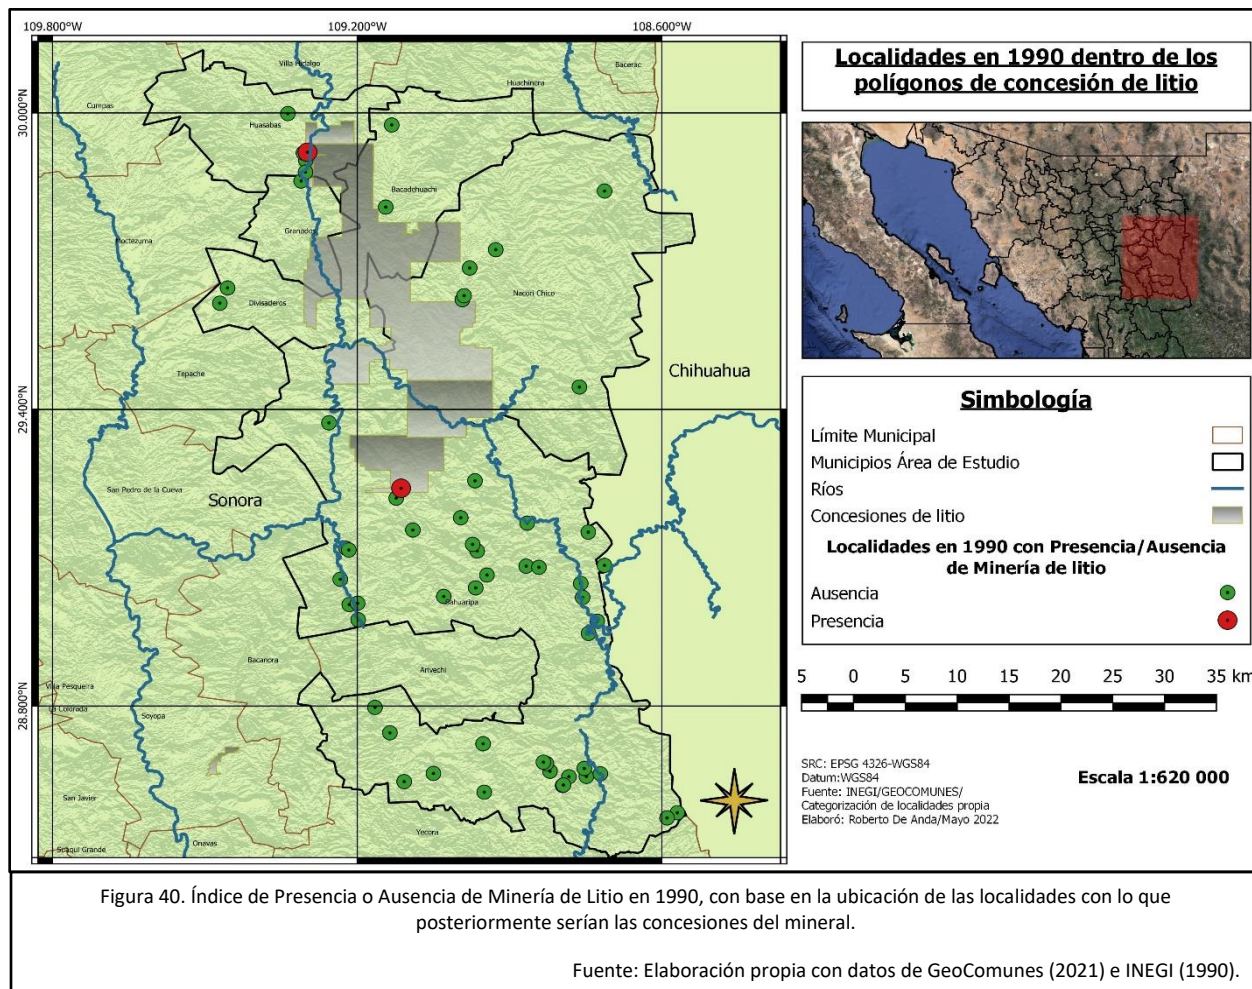 109.800°W 109.200°W 108.600°W
30.000°N
29.400°N
28.800°N
Villa Hidalgo
Bacerac
Huachinera
Cumpas
Huasabas
Bacadehuachi
Granados
Moctezuma
Nacori Chico
Divisaderos
Tepache
Chihuahua
San Pedro de la Cueva
Sonora
Sahuaripa
Bacanora
Arivechi
Villa Pesqueira
La Colorada
Soyopa
San Javier
Yecora
Onavas
Suaqui Grande
Localidades en 1990 dentro de los
polígonos de concesión de litio
Simbología
Límite Municipal
Municipios Área de Estudio
Ríos
Concesiones de litio
Localidades en 1990 con Presencia/Ausencia
de Minería de litio
Ausencia
Presencia
5 0 5 10 15 20 25 30 35 km
SRC: EPSG 4326-WGS84
Datum:WGS84
Fuente: INEGI/GEOCOMUNES/
Categorización de localidades propia
Elaboró: Roberto De Anda/Mayo 2022
Escala 1:620 000
Figura 40. Índice de Presencia o Ausencia de Minería de Litio en 1990, con base en la ubicación de las localidades con lo que
posteriormente serían las concesiones del mineral.
Fuente: Elaboración propia con datos de GeoComunes (2021) e INEGI (1990).